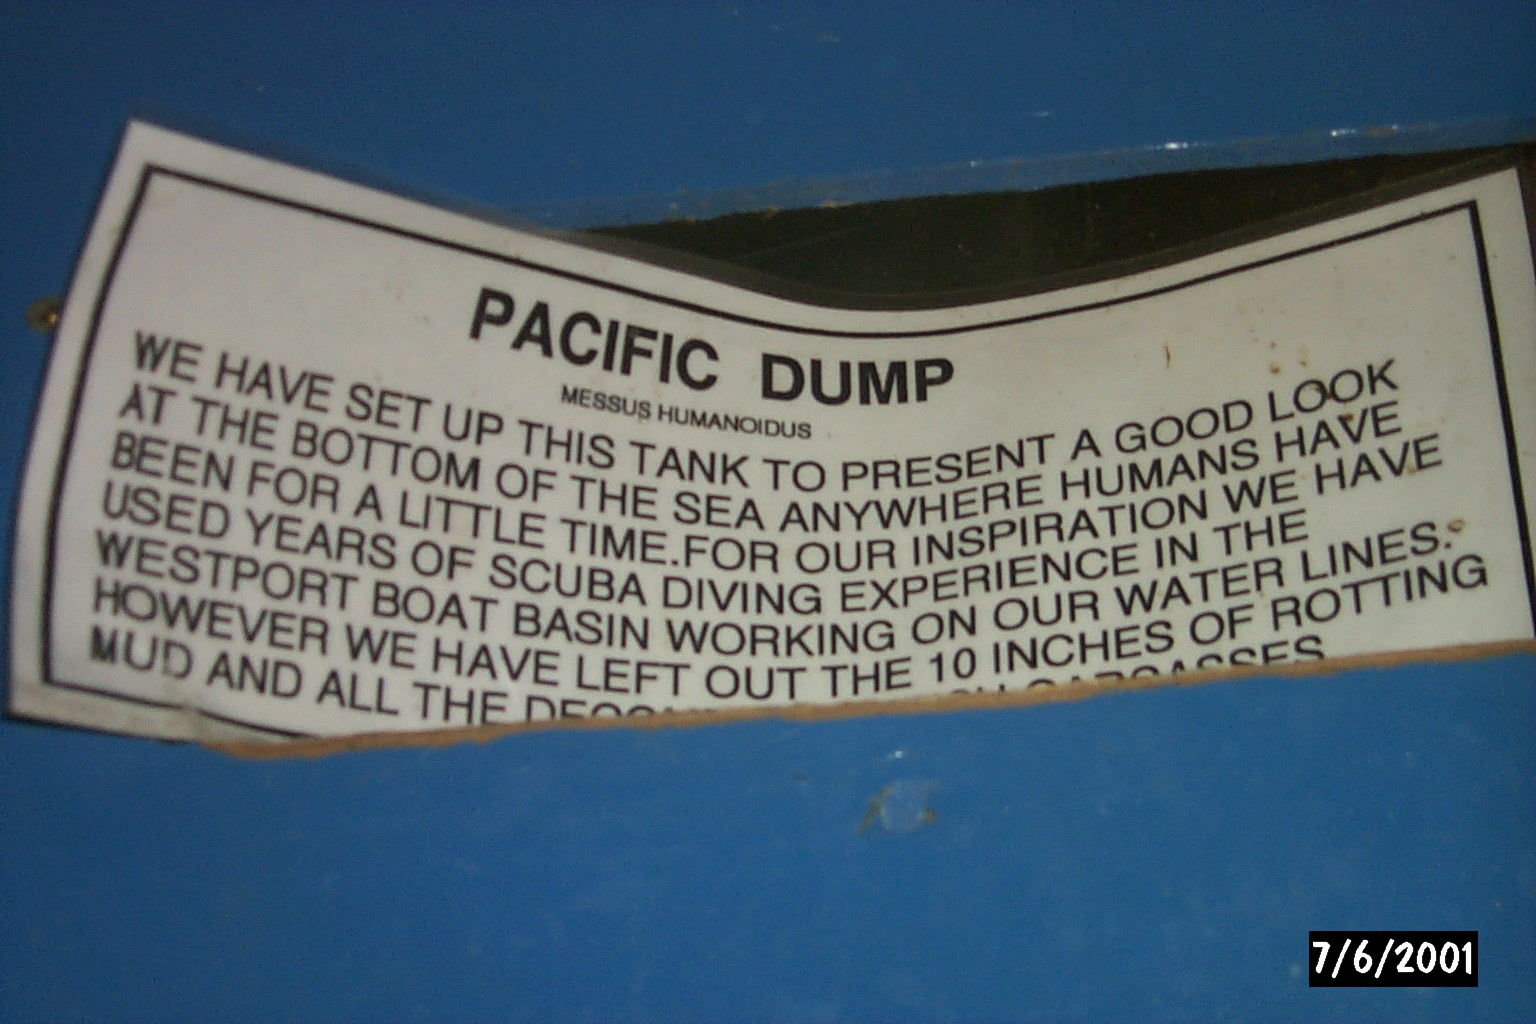 PACIFIC DUMP
MESSUS HUMANOIDUS
WE HAVE SET UP THIS TANK TO PRESENT A GOOD LOOK
AT THE BOTTOM OF THE SEA ANYWHERE HUMANS HAVE
BEEN FOR A LITTLE TIME.FOR OUR INSPIRATION WE HAVE
USED YEARS OF SCUBA DIVING EXPERIENCE IN THE
WESTPORT BOAT BASIN WORKING ON OUR WATER LINES.
HOWEVER WE HAVE LEFT OUT THE 10 INCHES OF ROTTING
MUD AND ALL THE CARCASSES
7/6/2001